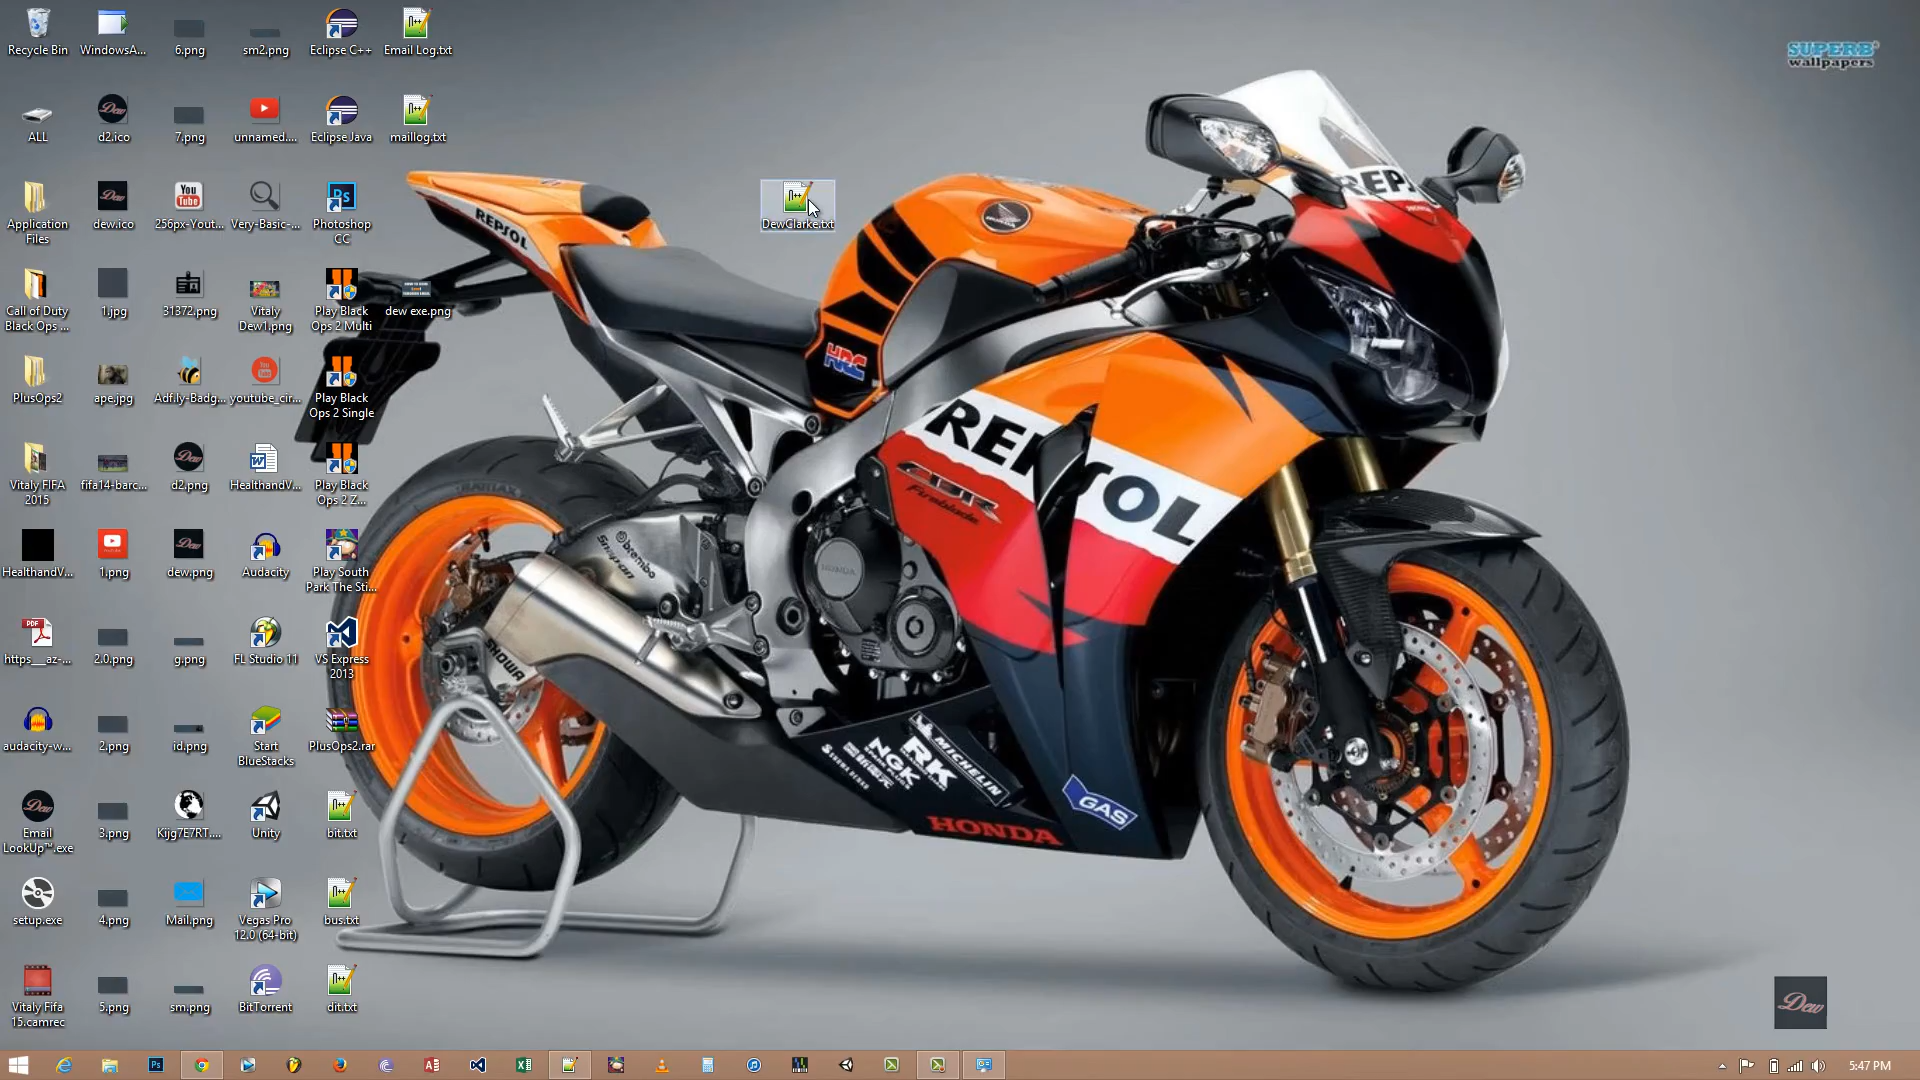 Recycle Bin
WindowsA...
6.png
sm2.png
Eclipse C++
Email Log.txt
SUPERB
wallpapers
ALL
d2.ico
7.png
unnamed....
Eclipse Java
maillog.txt
Application
Files
dew.ico
256px-Yout...
Very-Basic-...
Photoshop
CC
DewClarke.txt
Call of Duty
Black Ops ...
1.jpg
31372.png
Vitaly
Dew1.png
Play Black
Ops 2 Multi
dew exe.png
PlusOps2
ape.jpg
Adf.ly-Badg...
youtube_cir...
Play Black
Ops 2 Single
Vitaly FIFA
2015
fifa14-barc...
d2.png
HealthandV...
Play Black
Ops 2 Z...
HealthandV...
1.png
dew.png
Audacity
Play South
Park The Sti...
https___az-...
2.0.png
g.png
FL Studio 11
VS Express
2013
audacity-w...
2.png
id.png
Start
BlueStacks
PlusOps2.rar
Email
LookUp™.exe
3.png
Kijg7E7RT....
Unity
bit.txt
setup.exe
4.png
Mail.png
Vegas Pro
12.0 (64-bit)
bus.txt
Vitaly Fifa
15.camrec
5.png
sm.png
BitTorrent
dit.txt
REPSOL
REPSOL
HRC
REPSOL
CBR
Fireblade
HONDA
brembo
Snap-on
SHOWA
MICHELIN
RK
NGK
GAS
HONDA
Dew
5:47 PM